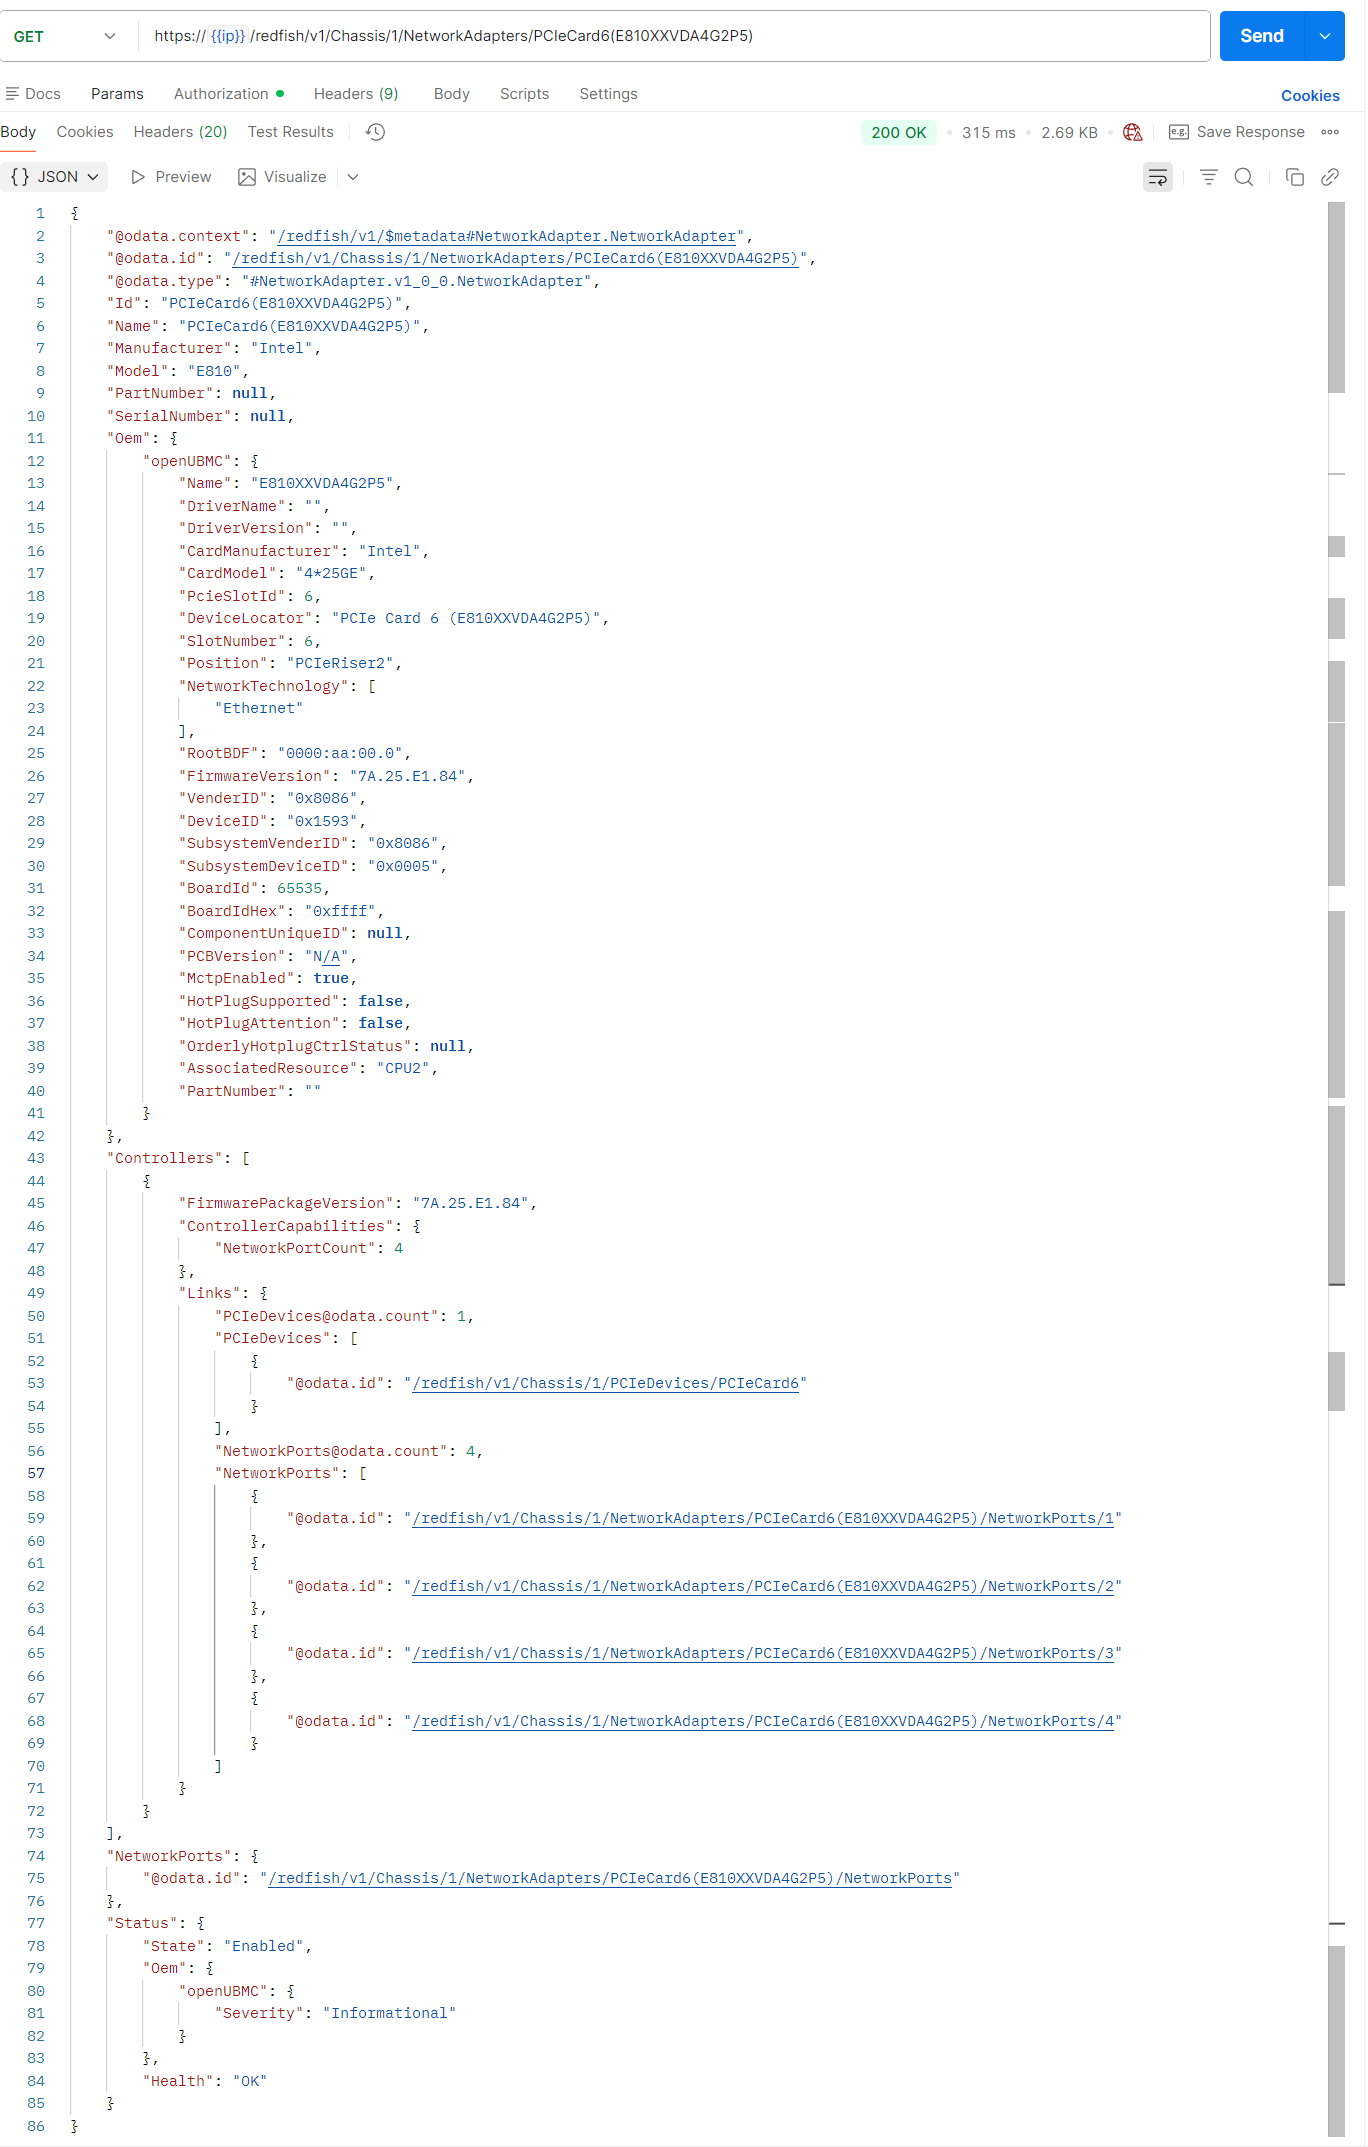 GET https:// {{ip}} /redfish/v1/Chassis/1/NetworkAdapters/PCIeCard6(E810XXVDA4G2P5) Send
Docs Params Authorization Headers (9) Body Scripts Settings Cookies
Body Cookies Headers (20) Test Results 200 OK 315 ms 2.69 KB e.g. Save Response
{} JSON Preview Visualize
1 {
2 "@odata.context": "/redfish/v1/$metadata#NetworkAdapter.NetworkAdapter",
3 "@odata.id": "/redfish/v1/Chassis/1/NetworkAdapters/PCIeCard6(E810XXVDA4G2P5)",
4 "@odata.type": "#NetworkAdapter.v1_0_0.NetworkAdapter",
5 "Id": "PCIeCard6(E810XXVDA4G2P5)",
6 "Name": "PCIeCard6(E810XXVDA4G2P5)",
7 "Manufacturer": "Intel",
8 "Model": "E810",
9 "PartNumber": null,
10 "SerialNumber": null,
11 "Oem": {
12 "openUBMC": {
13 "Name": "E810XXVDA4G2P5",
14 "DriverName": "",
15 "DriverVersion": "",
16 "CardManufacturer": "Intel",
17 "CardModel": "4*25GE",
18 "PcieSlotId": 6,
19 "DeviceLocator": "PCIe Card 6 (E810XXVDA4G2P5)",
20 "SlotNumber": 6,
21 "Position": "PCIeRiser2",
22 "NetworkTechnology": [
23 "Ethernet"
24 ],
25 "RootBDF": "0000:aa:00.0",
26 "FirmwareVersion": "7A.25.E1.84",
27 "VenderID": "0x8086",
28 "DeviceID": "0x1593",
29 "SubsystemVenderID": "0x8086",
30 "SubsystemDeviceID": "0x0005",
31 "BoardId": 65535,
32 "BoardIdHex": "0xffff",
33 "ComponentUniqueID": null,
34 "PCBVersion": "N/A",
35 "MctpEnabled": true,
36 "HotPlugSupported": false,
37 "HotPlugAttention": false,
38 "OrderlyHotplugCtrlStatus": null,
39 "AssociatedResource": "CPU2",
40 "PartNumber": ""
41 }
42 },
43 "Controllers": [
44 {
45 "FirmwarePackageVersion": "7A.25.E1.84",
46 "ControllerCapabilities": {
47 "NetworkPortCount": 4
48 },
49 "Links": {
50 "PCIeDevices@odata.count": 1,
51 "PCIeDevices": [
52 {
53 "@odata.id": "/redfish/v1/Chassis/1/PCIeDevices/PCIeCard6"
54 }
55 ],
56 "NetworkPorts@odata.count": 4,
57 "NetworkPorts": [
58 {
59 "@odata.id": "/redfish/v1/Chassis/1/NetworkAdapters/PCIeCard6(E810XXVDA4G2P5)/NetworkPorts/1"
60 },
61 {
62 "@odata.id": "/redfish/v1/Chassis/1/NetworkAdapters/PCIeCard6(E810XXVDA4G2P5)/NetworkPorts/2"
63 },
64 {
65 "@odata.id": "/redfish/v1/Chassis/1/NetworkAdapters/PCIeCard6(E810XXVDA4G2P5)/NetworkPorts/3"
66 },
67 {
68 "@odata.id": "/redfish/v1/Chassis/1/NetworkAdapters/PCIeCard6(E810XXVDA4G2P5)/NetworkPorts/4"
69 }
70 ]
71 }
72 }
73 ],
74 "NetworkPorts": {
75 "@odata.id": "/redfish/v1/Chassis/1/NetworkAdapters/PCIeCard6(E810XXVDA4G2P5)/NetworkPorts"
76 },
77 "Status": {
78 "State": "Enabled",
79 "Oem": {
80 "openUBMC": {
81 "Severity": "Informational"
82 }
83 },
84 "Health": "OK"
85 }
86 }